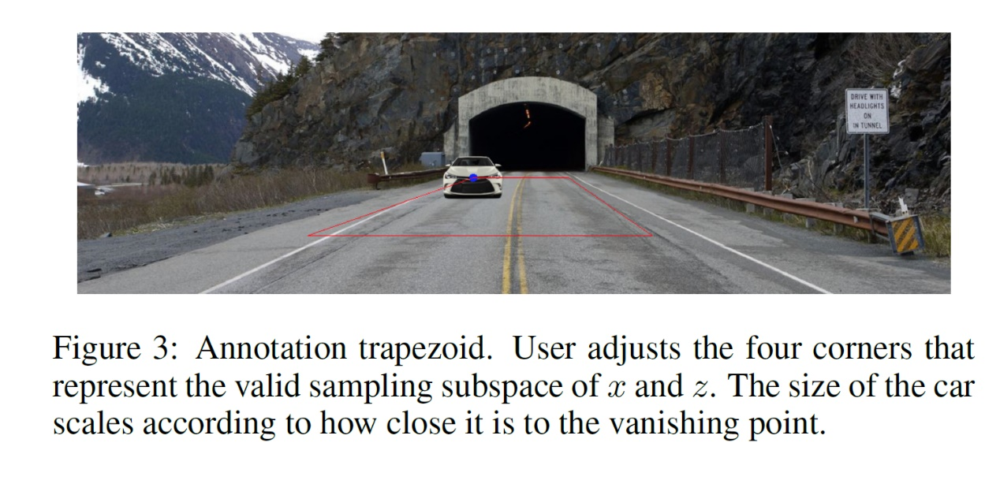 DRIVE WITH
HEADLIGHTS
ON
IN TUNNEL
Figure 3: Annotation trapezoid. User adjusts the four corners that
represent the valid sampling subspace of x and z. The size of the car
scales according to how close it is to the vanishing point.